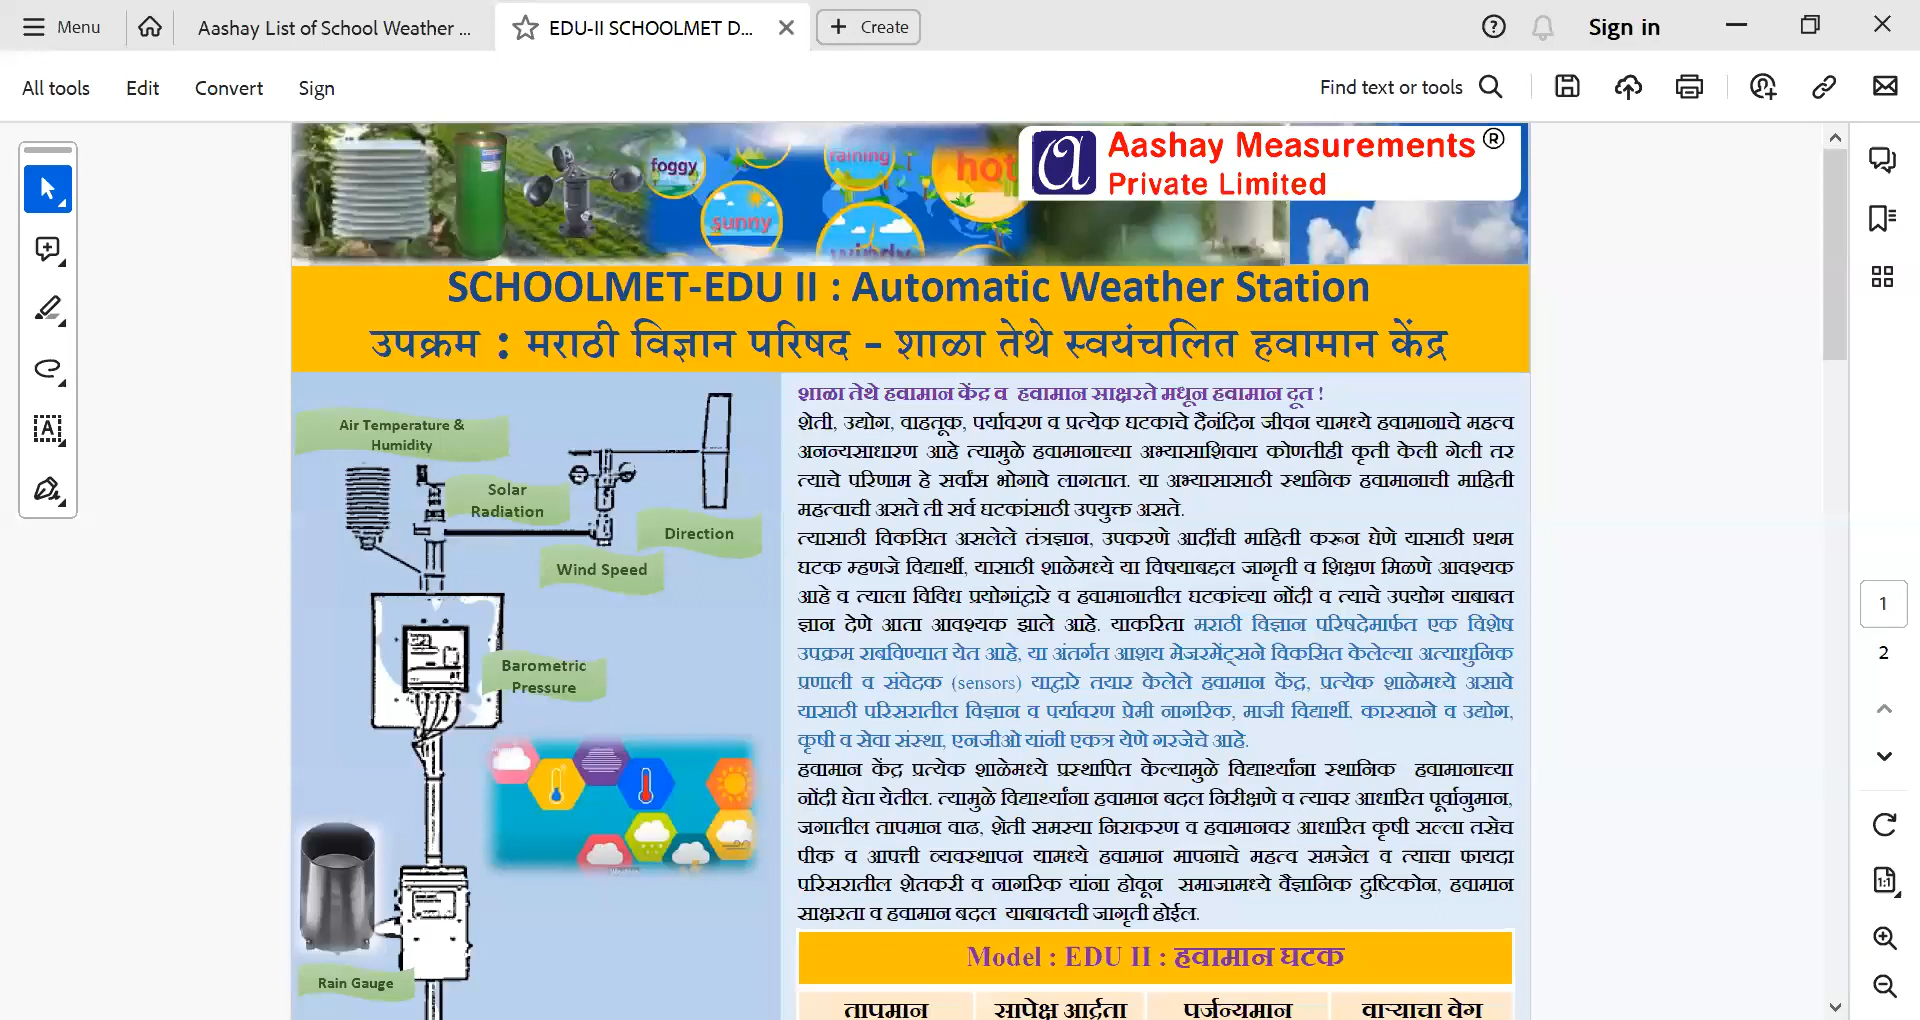 Menu
Aashay List of School Weather ...
EDU-II SCHOOLMET D...
Create
Sign in
All tools
Edit
Convert
Sign
Find text or tools
foggy
raining
hot
sunny
windy
Aashay Measurements ®
Private Limited
SCHOOLMET-EDU II : Automatic Weather Station
उपक्रम : मराठी विज्ञान परिषद - शाळा तेथे स्वयंचलित हवामान केंद्र
Air Temperature &
Humidity
Solar
Radiation
Direction
Wind Speed
Barometric
Pressure
Rain Gauge
शाळा तेथे हवामान केंद्र व हवामान साक्षरते मधून हवामान दूत !
शेती, उद्योग, वाहतूक, पर्यावरण व प्रत्येक घटकाचे दैनंदिन जीवन यामध्ये हवामानाचे महत्व
अनन्यसाधारण आहे त्यामुळे हवामानाच्या अभ्यासाशिवाय कोणतीही कृती केली गेली तर
त्याचे परिणाम हे सर्वांस भोगावे लागतात. या अभ्यासासाठी स्थानिक हवामानाची माहिती
महत्वाची असते ती सर्व घटकांसाठी उपयुक्त असते.
त्यासाठी विकसित असलेले तंत्रज्ञान, उपकरणे आदींची माहिती करून घेणे यासाठी प्रथम
घटक म्हणजे विद्यार्थी, यासाठी शाळेमध्ये या विषयाबद्दल जागृती व शिक्षण मिळणे आवश्यक
आहे व त्याला विविध प्रयोगांद्वारे व हवामानातील घटकांच्या नोंदी व त्याचे उपयोग याबाबत
ज्ञान देणे आता आवश्यक झाले आहे. याकरिता मराठी विज्ञान परिषदेमार्फत एक विशेष
उपक्रम राबविण्यात येत आहे, या अंतर्गत आशय मेजरमेंट्सने विकसित केलेल्या अत्याधुनिक
प्रणाली व संवेदक (sensors) याद्वारे तयार केलेले हवामान केंद्र, प्रत्येक शाळेमध्ये असावे
यासाठी परिसरातील विज्ञान व पर्यावरण प्रेमी नागरिक, माजी विद्यार्थी, कारखाने व उद्योग,
कृषी व सेवा संस्था, एनजीओ यांनी एकत्र येणे गरजेचे आहे.
हवामान केंद्र प्रत्येक शाळेमध्ये प्रस्थापित केल्यामुळे विद्यार्थ्यांना स्थानिक हवामानाच्या
नोंदी घेता येतील. त्यामुळे विद्यार्थ्यांना हवामान बदल निरीक्षणे व त्यावर आधारित पूर्वानुमान,
जगातील तापमान वाढ, शेती समस्या निराकरण व हवामानवर आधारित कृषी सल्ला तसेच
पीक व आपत्ती व्यवस्थापन यामध्ये हवामान मापनाचे महत्व समजेल व त्याचा फायदा
परिसरातील शेतकरी व नागरिक यांना होवून समाजामध्ये वैज्ञानिक दुष्टिकोन, हवामान
साक्षरता व हवामान बदल याबाबतची जागृती होईल.
Model : EDU II : हवामान घटक
तापमान सापेक्ष आर्द्रता पर्जन्यमान वाऱ्याचा वेग
1
2